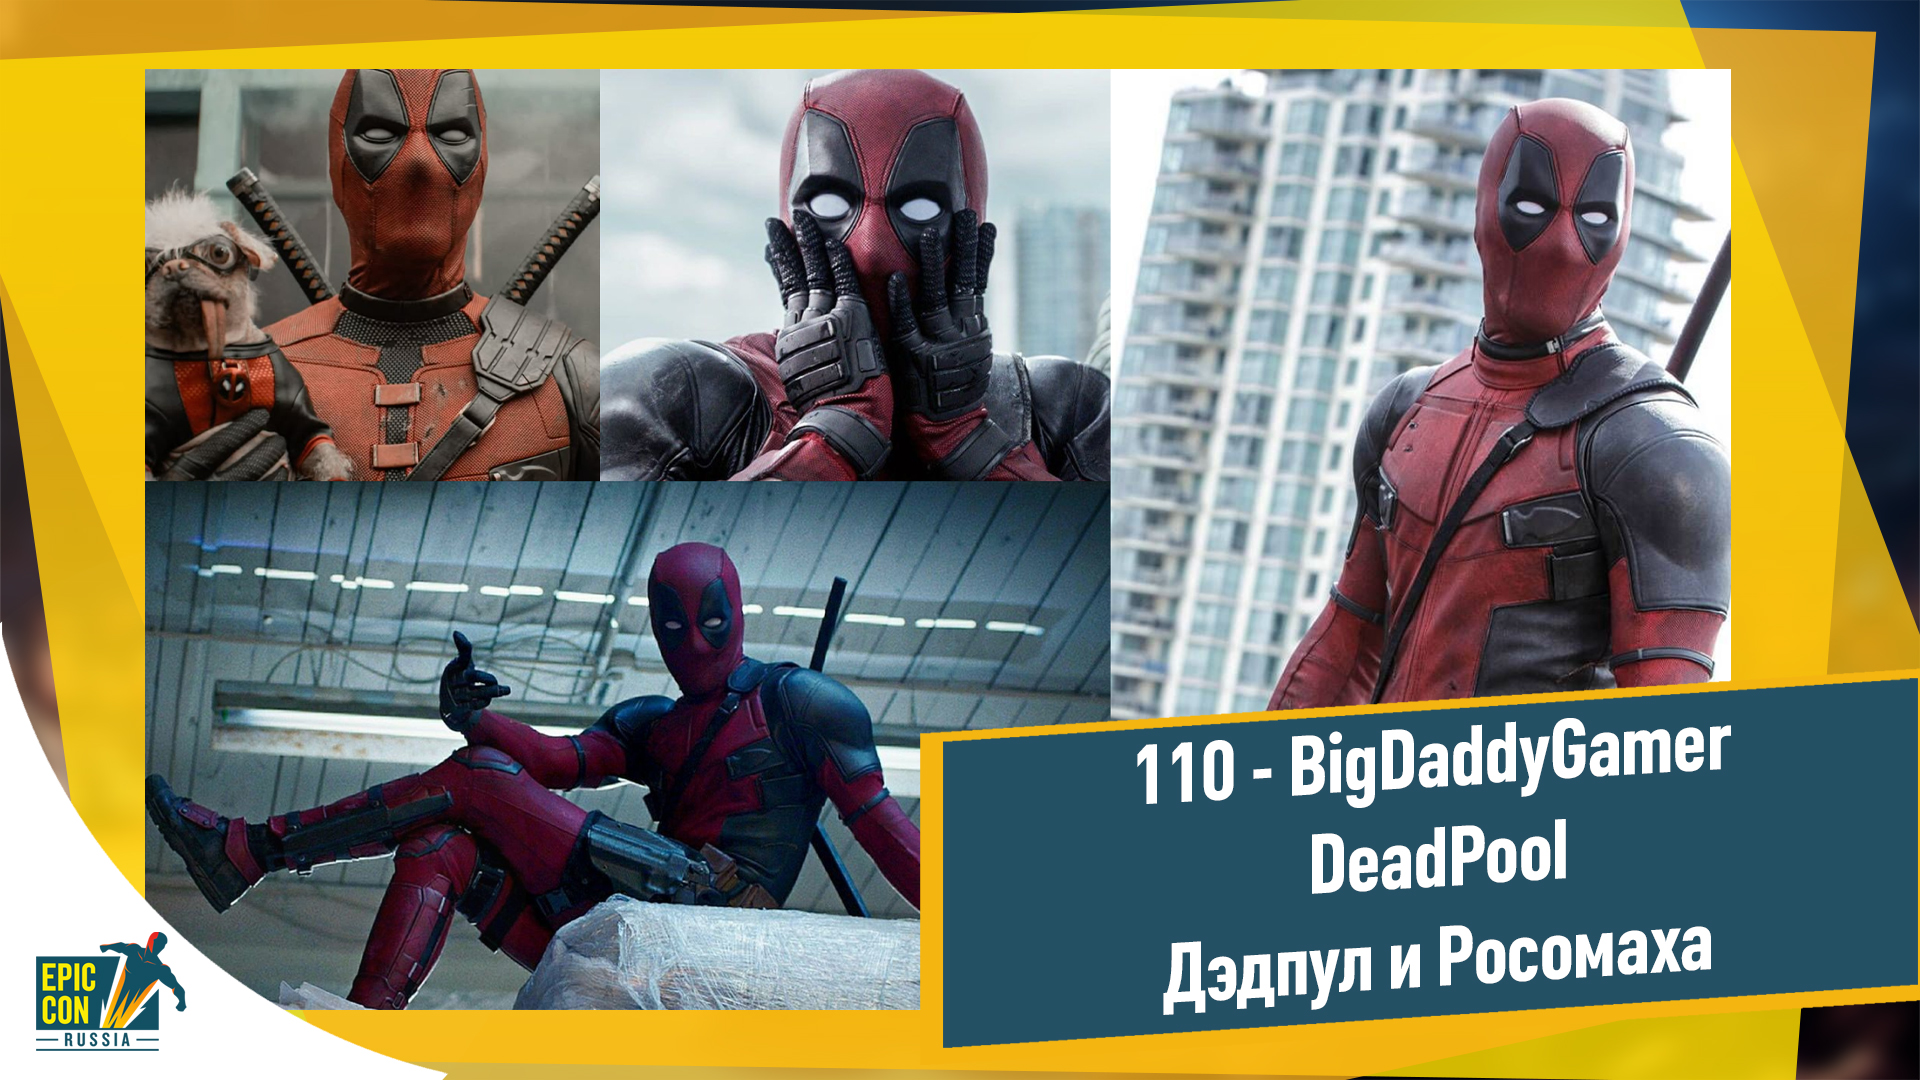 110 - BigDaddyGamer
DeadPool
Дэдпул и Росомаха
EPIC
CON
RUSSIA